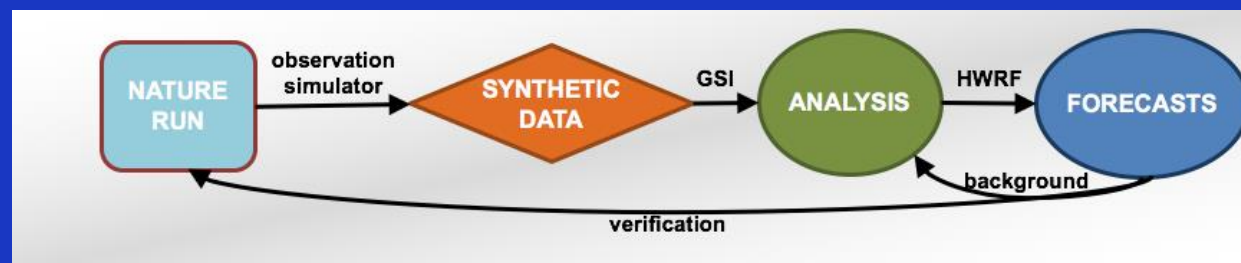 NATURE
RUN
observation
simulator
SYNTHETIC
DATA
GSI
ANALYSIS
HWRF
FORECASTS
background
verification